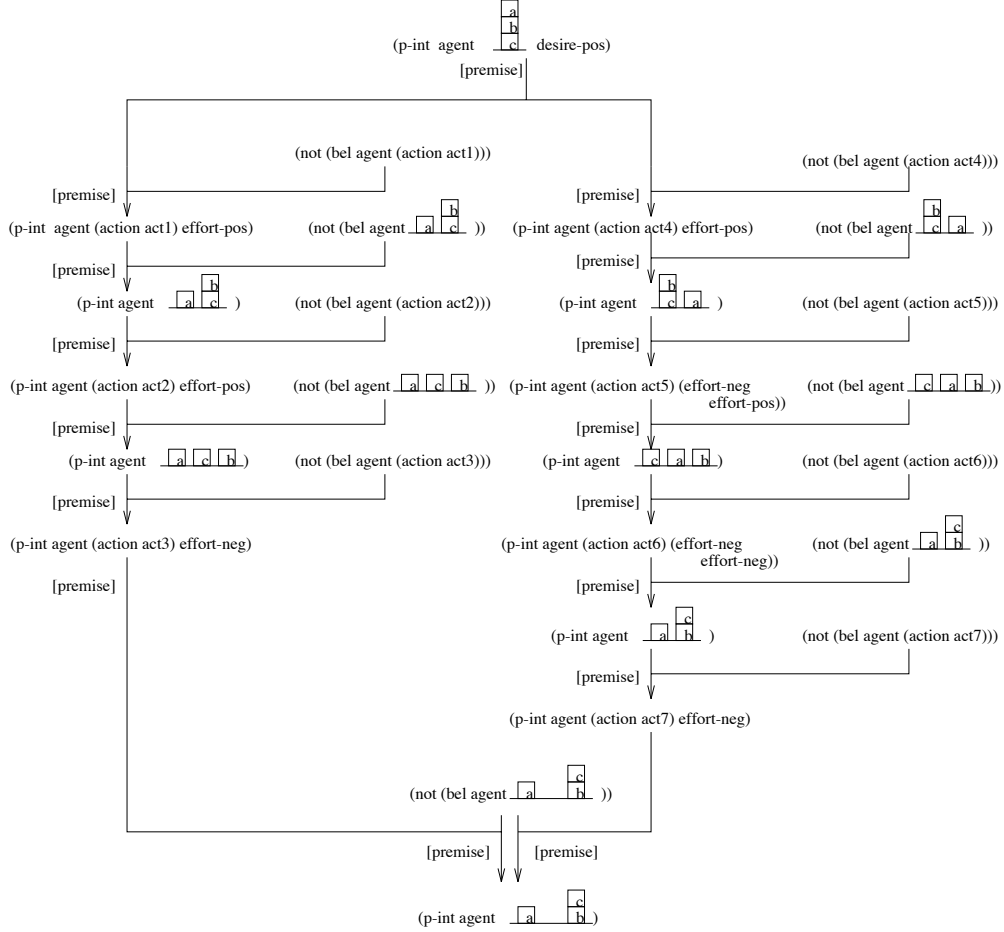 a
b
(p-int agent c desire-pos)
[premise]
(not (bel agent (action act1)))
(not (bel agent (action act4)))
[premise]
[premise]
b
b
(p-int agent (action act1) effort-pos)
(not (bel agent a c ))
(p-int agent (action act4) effort-pos)
(not (bel agent c a ))
[premise]
[premise]
b
b
(p-int agent a c )
(not (bel agent (action act2)))
(p-int agent c a )
(not (bel agent (action act5)))
[premise]
[premise]
(p-int agent (action act2) effort-pos)
(not (bel agent a c b ))
(p-int agent (action act5) (effort-neg
effort-pos))
(not (bel agent c a b ))
[premise]
[premise]
(p-int agent a c b )
(not (bel agent (action act3)))
(p-int agent c a b )
(not (bel agent (action act6)))
[premise]
[premise]
c
(p-int agent (action act3) effort-neg)
(p-int agent (action act6) (effort-neg
effort-neg))
(not (bel agent a b ))
[premise]
[premise]
c
(p-int agent a b )
(not (bel agent (action act7)))
[premise]
(p-int agent (action act7) effort-neg)
c
(not (bel agent a b ))
[premise]
[premise]
c
(p-int agent a b )